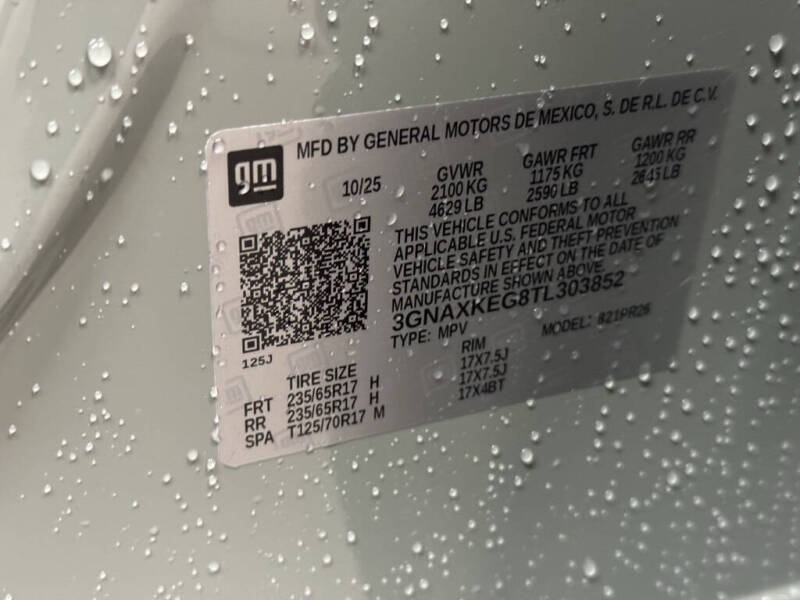 MFD BY GENERAL MOTORS DE MEXICO, S. DE R.L. DE C.V.
gm
10/25
GVWR GAWR FRT GAWR RR
2100 KG 1175 KG 1200 KG
4629 LB 2590 LB 2645 LB
THIS VEHICLE CONFORMS TO ALL
APPLICABLE U.S. FEDERAL MOTOR
VEHICLE SAFETY AND THEFT PREVENTION
STANDARDS IN EFFECT ON THE DATE OF
MANUFACTURE SHOWN ABOVE.
3GNAXKEG8TL303852
TYPE: MPV MODEL: 821PR26
125J
TIRE SIZE RIM
FRT 235/65R17 H 17X7.5J
RR 235/65R17 H 17X7.5J
SPA T125/70R17 M 17X4BT